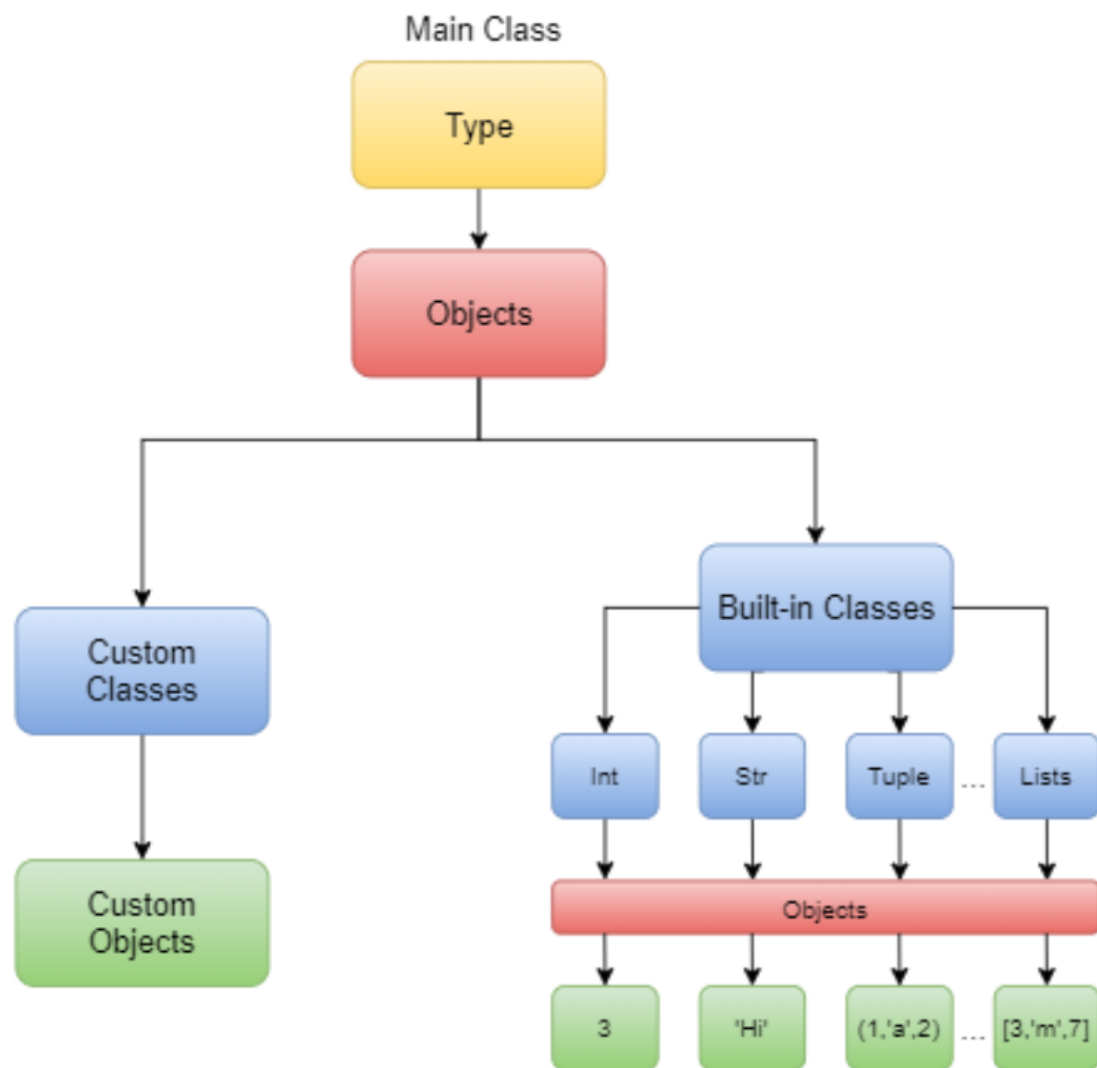 Main Class
Type
Objects
Built-in Classes
Custom
Classes
Int
Str
Tuple
...
Lists
Custom
Objects
Objects
3
'Hi'
(1,'a',2)
...
[3,'m',7]